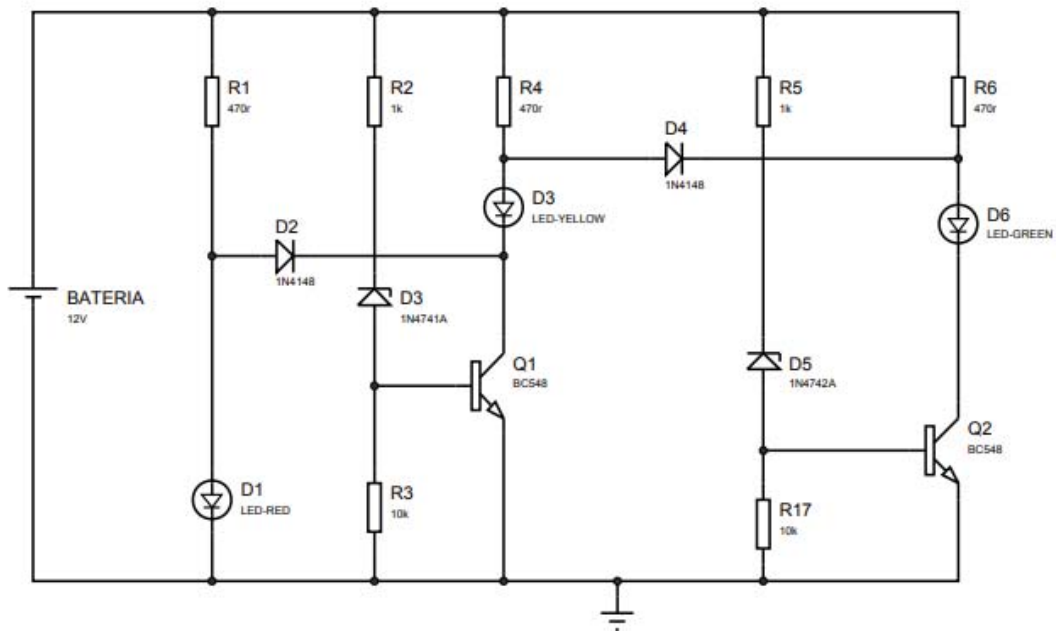 R1
470r
R2
1k
R4
470r
R5
1k
R6
470r
D4
1N4148
D3
LED-YELLOW
D6
LED-GREEN
D2
1N4148
BATERIA
12V
D3
1N4741A
Q1
BC548
D5
1N4742A
Q2
BC548
D1
LED-RED
R3
10k
R17
10k